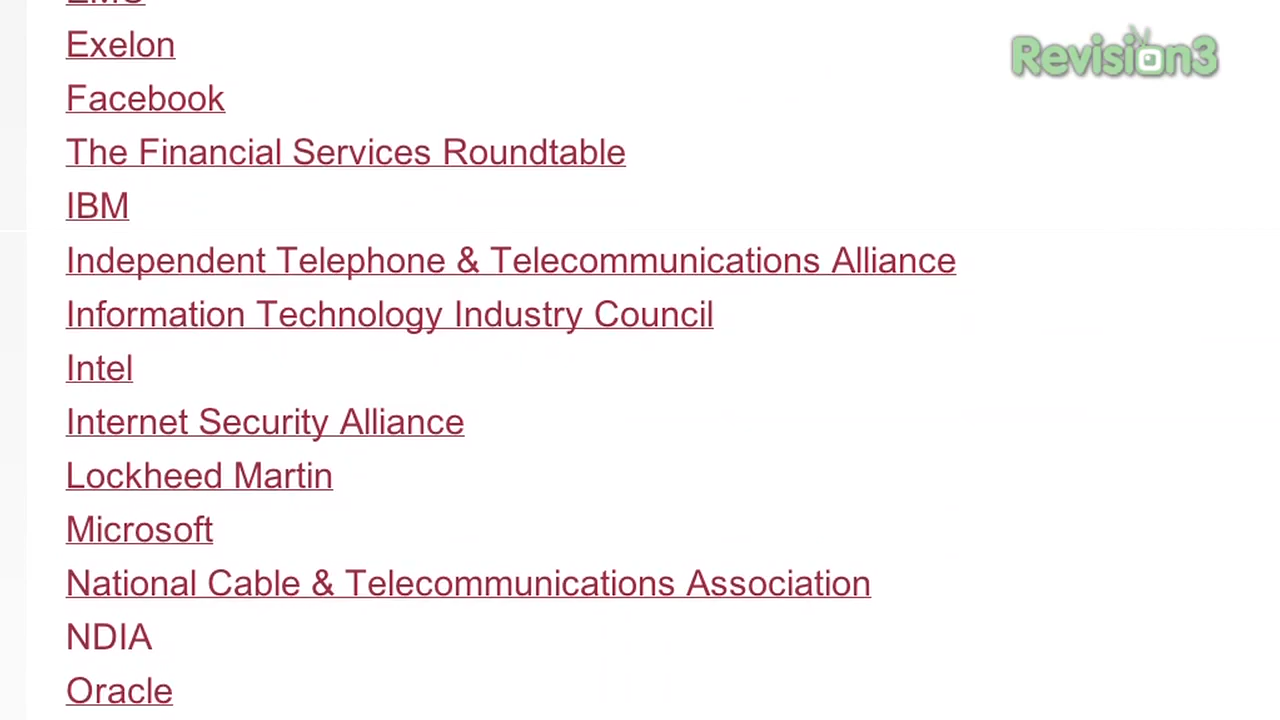 Exelon
Revision3
Facebook
The Financial Services Roundtable
IBM
Independent Telephone & Telecommunications Alliance
Information Technology Industry Council
Intel
Internet Security Alliance
Lockheed Martin
Microsoft
National Cable & Telecommunications Association
NDIA
Oracle